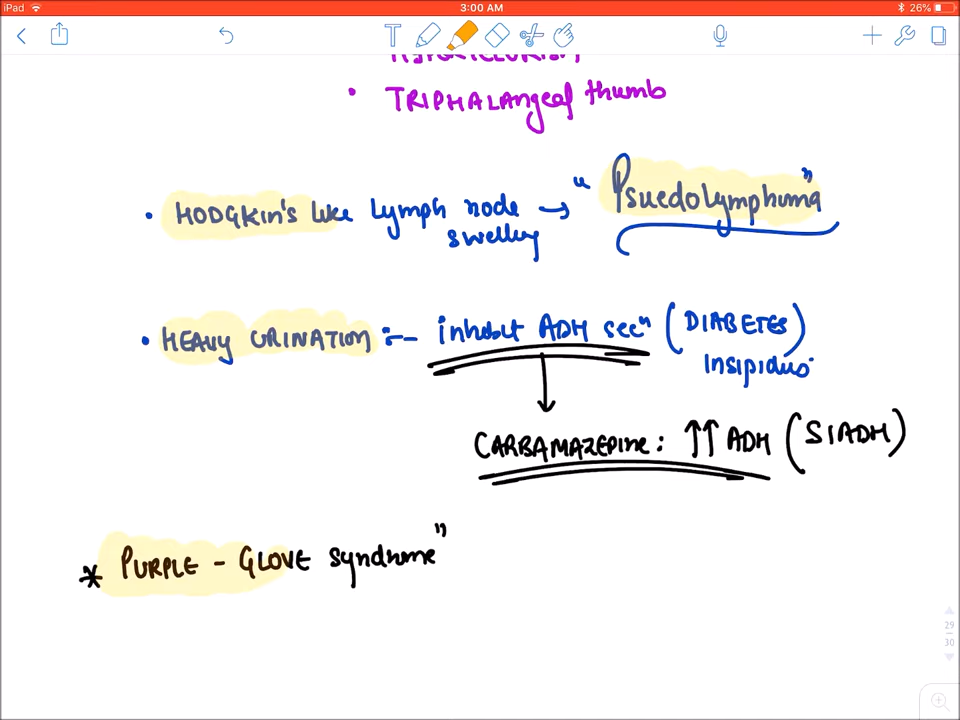 iPad 3:00 AM 26%
T
HYPERTELORISM
• TRIPHALANgeal thumb
• HODGKin's like lymph node → "Psuedolymphoma"
swelling
• HEAVY URINATION :– inhibit ADH secⁿ (DIABETES)
Insipidus
CARBAMAZEPine : ↑↑ ADH (SIADH)
* PURPLE - GLOVE Syndrome"
29
30